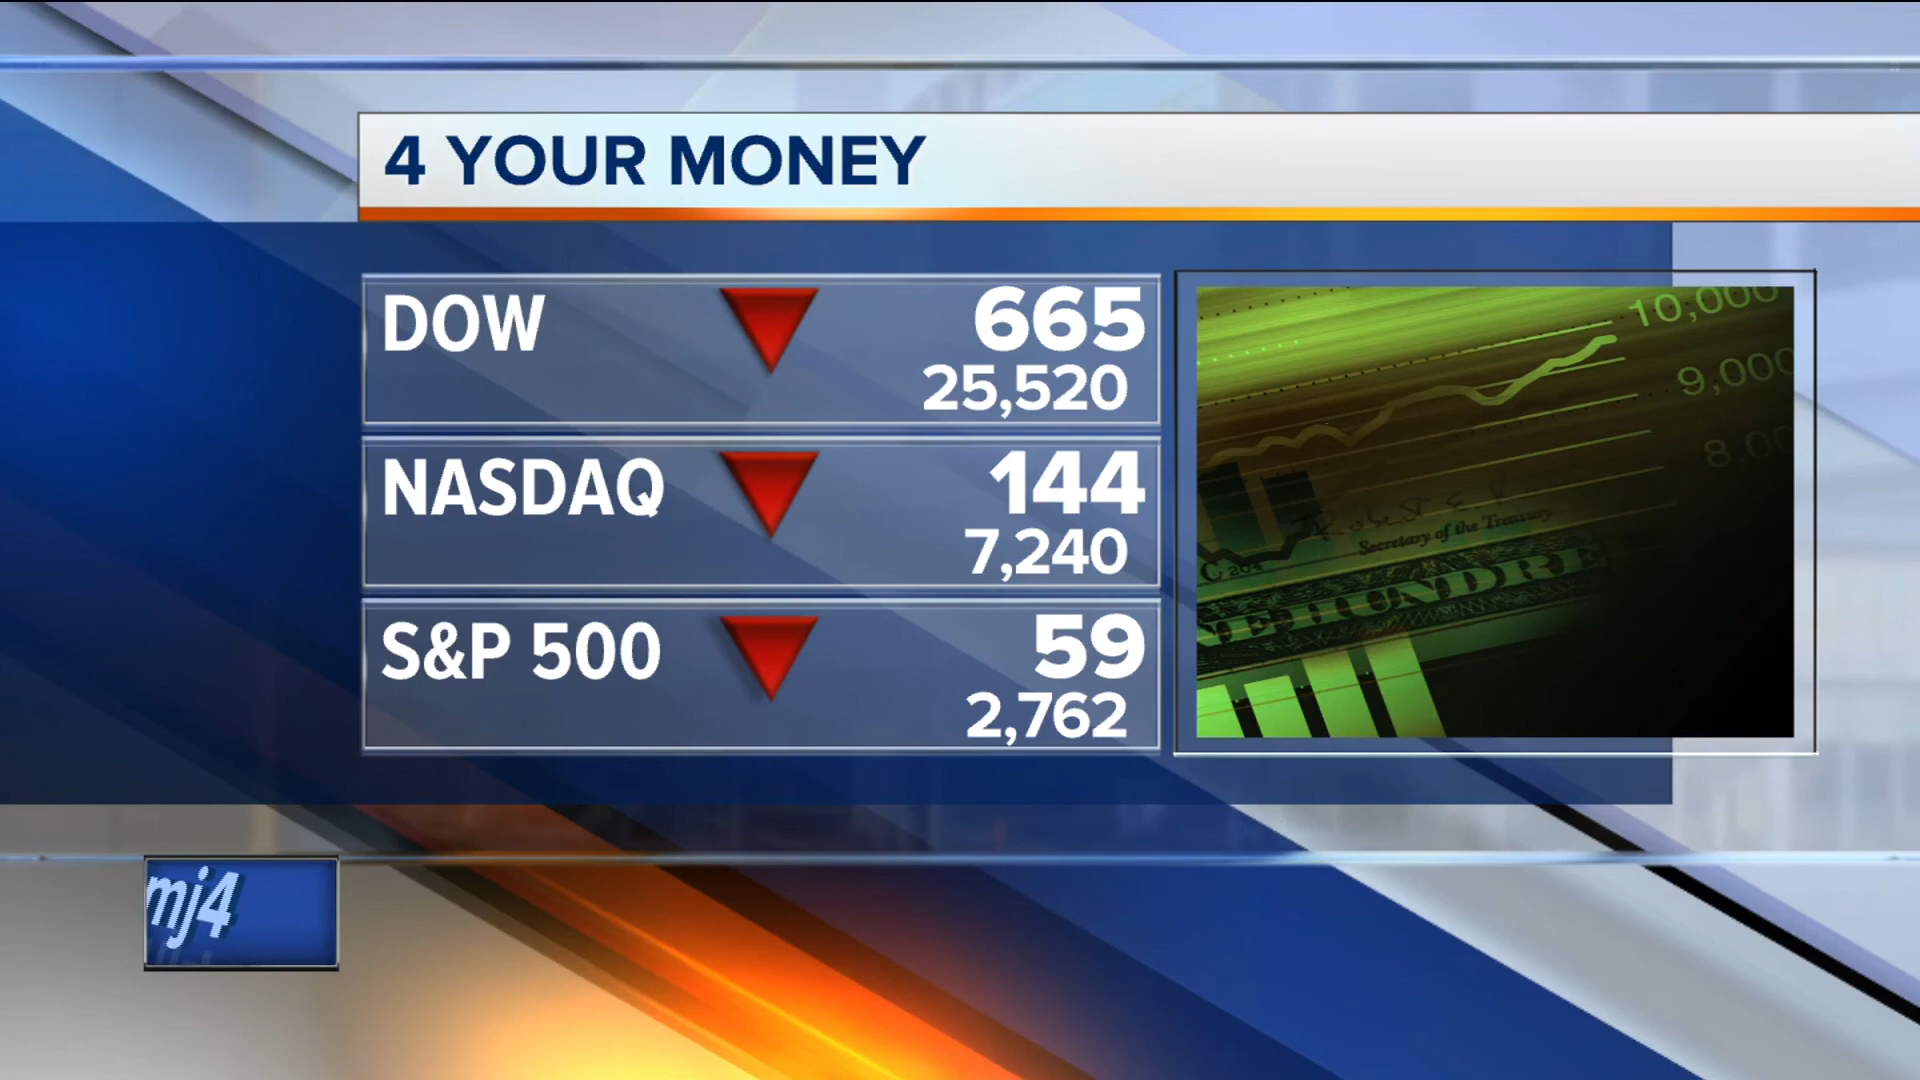 4 YOUR MONEY
DOW 665
25,520
NASDAQ 144
7,240
S&P 500 59
2,762
10,000
9,000
Secretary of the Treasury
mj4